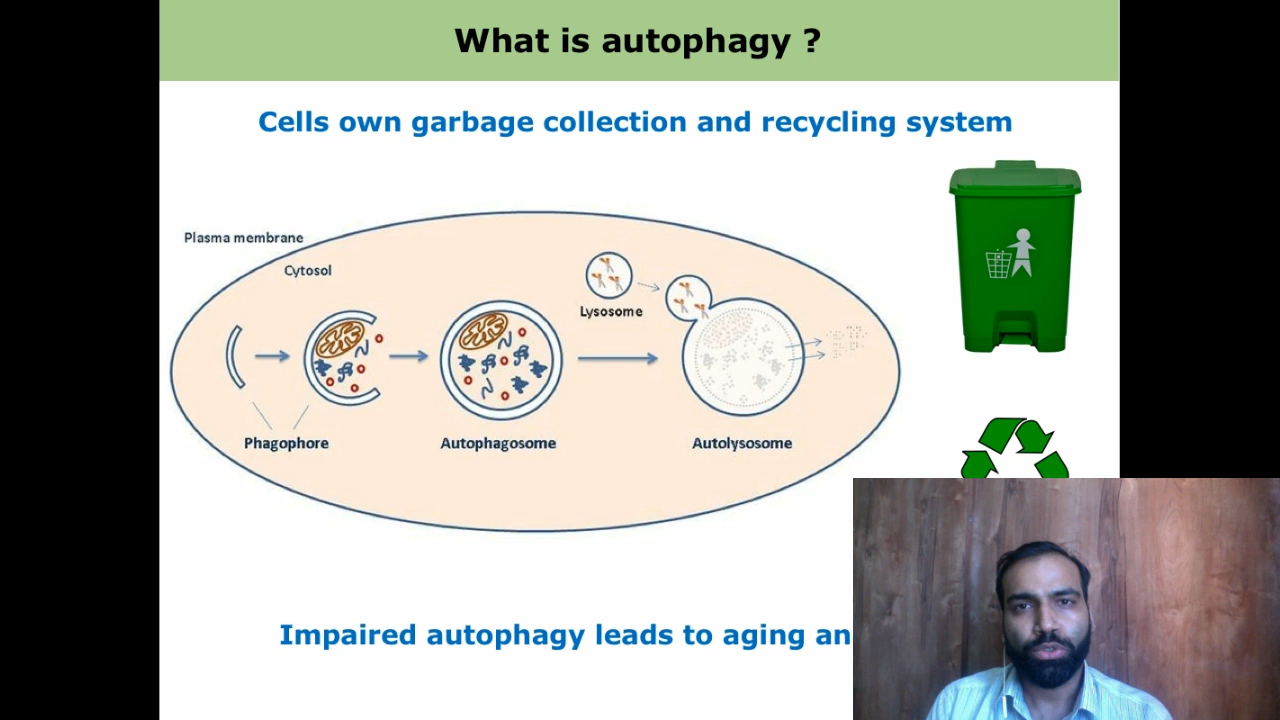 What is autophagy ?
Cells own garbage collection and recycling system
Plasma membrane
Cytosol
Lysosome
Phagophore
Autophagosome
Autolysosome
Impaired autophagy leads to aging an